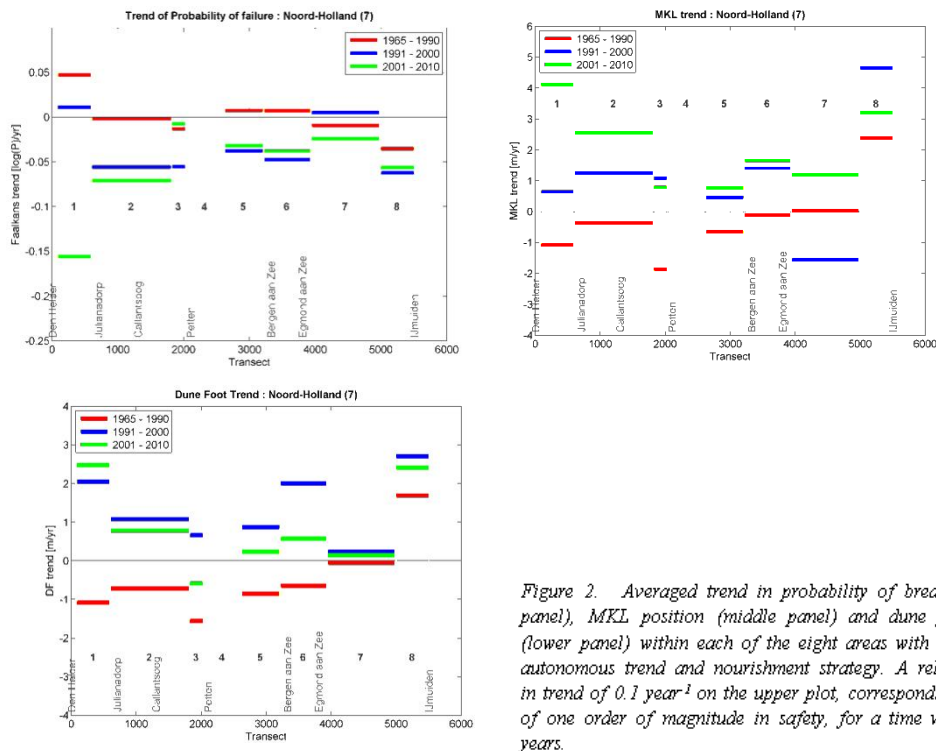 Trend of Probability of failure : Noord-Holland (7)
1965 - 1990
1991 - 2000
2001 - 2010
Faalkans trend [log(P)/yr]
0.05
0
-0.05
-0.1
-0.15
-0.2
-0.25
1 2 3 4 5 6 7 8
Den Helder
Julianadorp
Callantsoog
Petten
Bergen aan Zee
Egmond aan Zee
IJmuiden
0 1000 2000 3000 4000 5000 6000
Transect
MKL trend : Noord-Holland (7)
1965 - 1990
1991 - 2000
2001 - 2010
MKL trend [m/yr]
6
5
4
3
2
1
0
-1
-2
-3
-4
1 2 3 4 5 6 7 8
Den Helder
Julianadorp
Callantsoog
Petten
Bergen aan Zee
Egmond aan Zee
IJmuiden
0 1000 2000 3000 4000 5000 6000
Transect
Dune Foot Trend : Noord-Holland (7)
1965 - 1990
1991 - 2000
2001 - 2010
DF trend [m/yr]
4
3
2
1
0
-1
-2
-3
-4
1 2 3 4 5 6 7 8
Den Helder
Julianadorp
Callantsoog
Petten
Bergen aan Zee
Egmond aan Zee
IJmuiden
0 1000 2000 3000 4000 5000 6000
Transect
Figure 2. Averaged trend in probability of
panel), MKL position (middle panel) and dune
(lower panel) within each of the eight areas with
autonomous trend and nourishment strategy. A
in trend of 0.1 year¹ on the upper plot,
of one order of magnitude in safety, for a time
years.